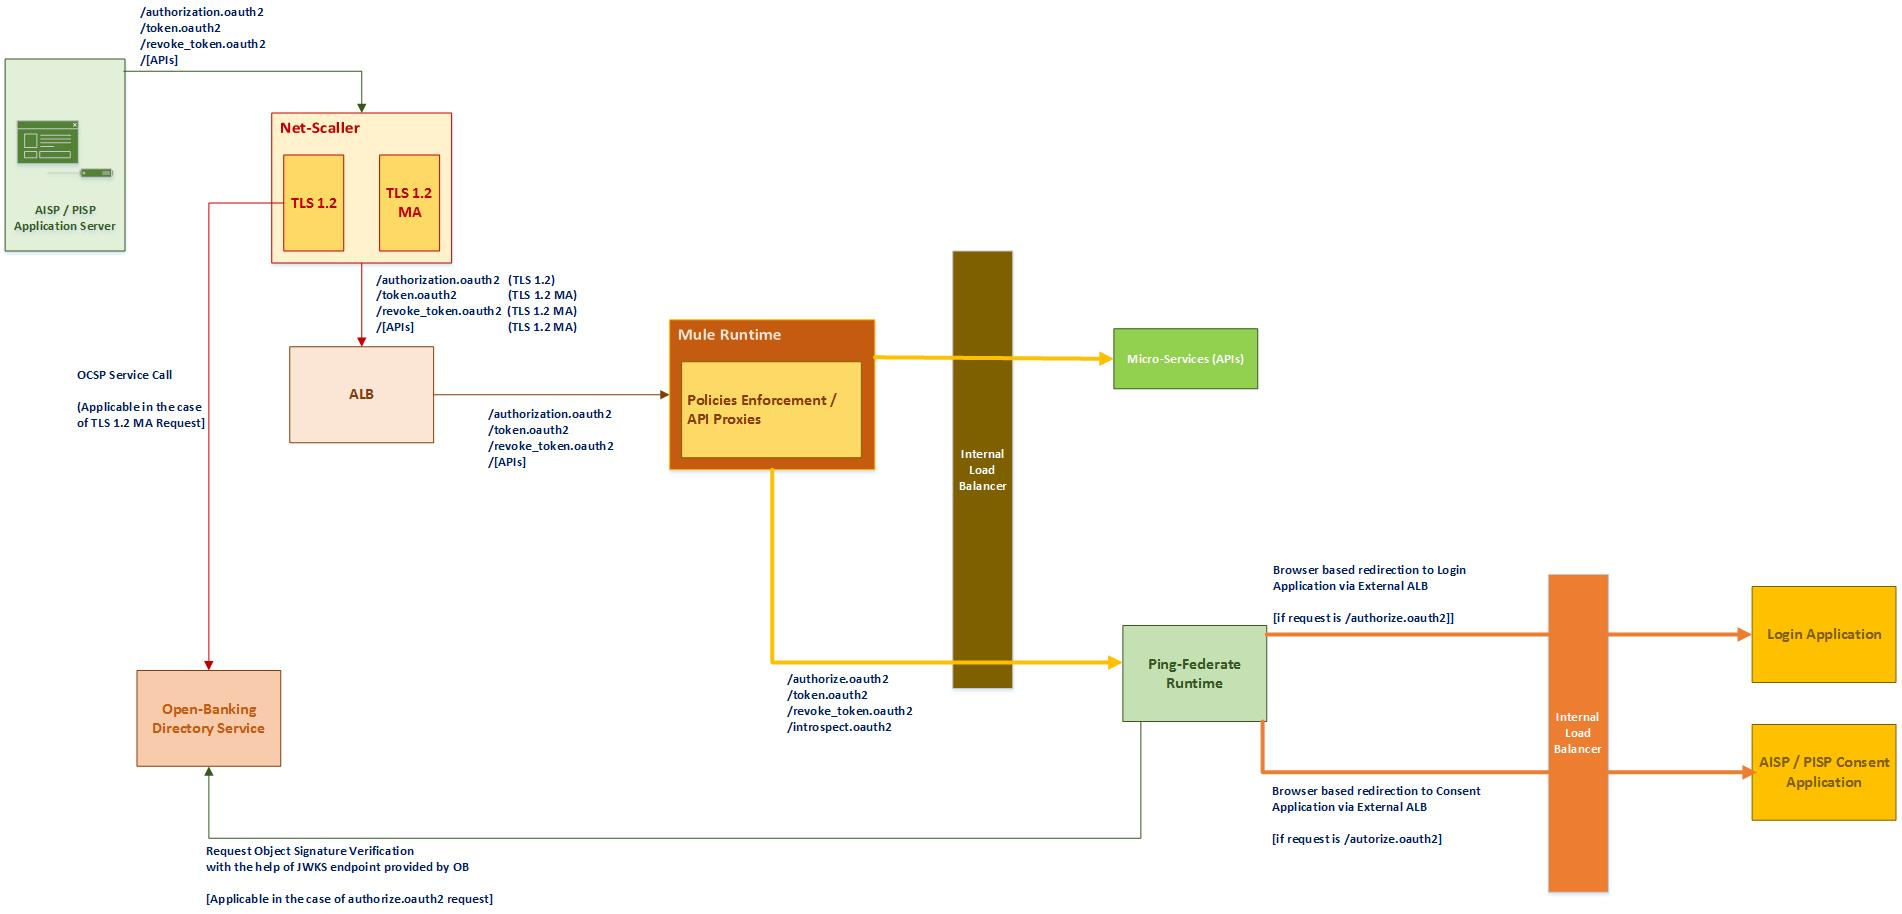 /authorization.oauth2
/token.oauth2
/revoke_token.oauth2
/[APIs]
AISP / PISP
Application Server
Net-Scaller
TLS 1.2
TLS 1.2
MA
/authorization.oauth2 (TLS 1.2)
/token.oauth2 (TLS 1.2 MA)
/revoke_token.oauth2 (TLS 1.2 MA)
/[APIs] (TLS 1.2 MA)
OCSP Service Call
(Applicable in the case
of TLS 1.2 MA Request]
ALB
/authorization.oauth2
/token.oauth2
/revoke_token.oauth2
/[APIs]
Mule Runtime
Policies Enforcement /
API Proxies
Internal
Load
Balancer
Micro-Services (APIs)
/authorize.oauth2
/token.oauth2
/revoke_token.oauth2
/introspect.oauth2
Ping-Federate
Runtime
Browser based redirection to Login
Application via External ALB
[if request is /authorize.oauth2]]
Login Application
Internal
Load
Balancer
AISP / PISP Consent
Application
Browser based redirection to Consent
Application via External ALB
[if request is /autorize.oauth2]
Open-Banking
Directory Service
Request Object Signature Verification
with the help of JWKS endpoint provided by OB
[Applicable in the case of authorize.oauth2 request]